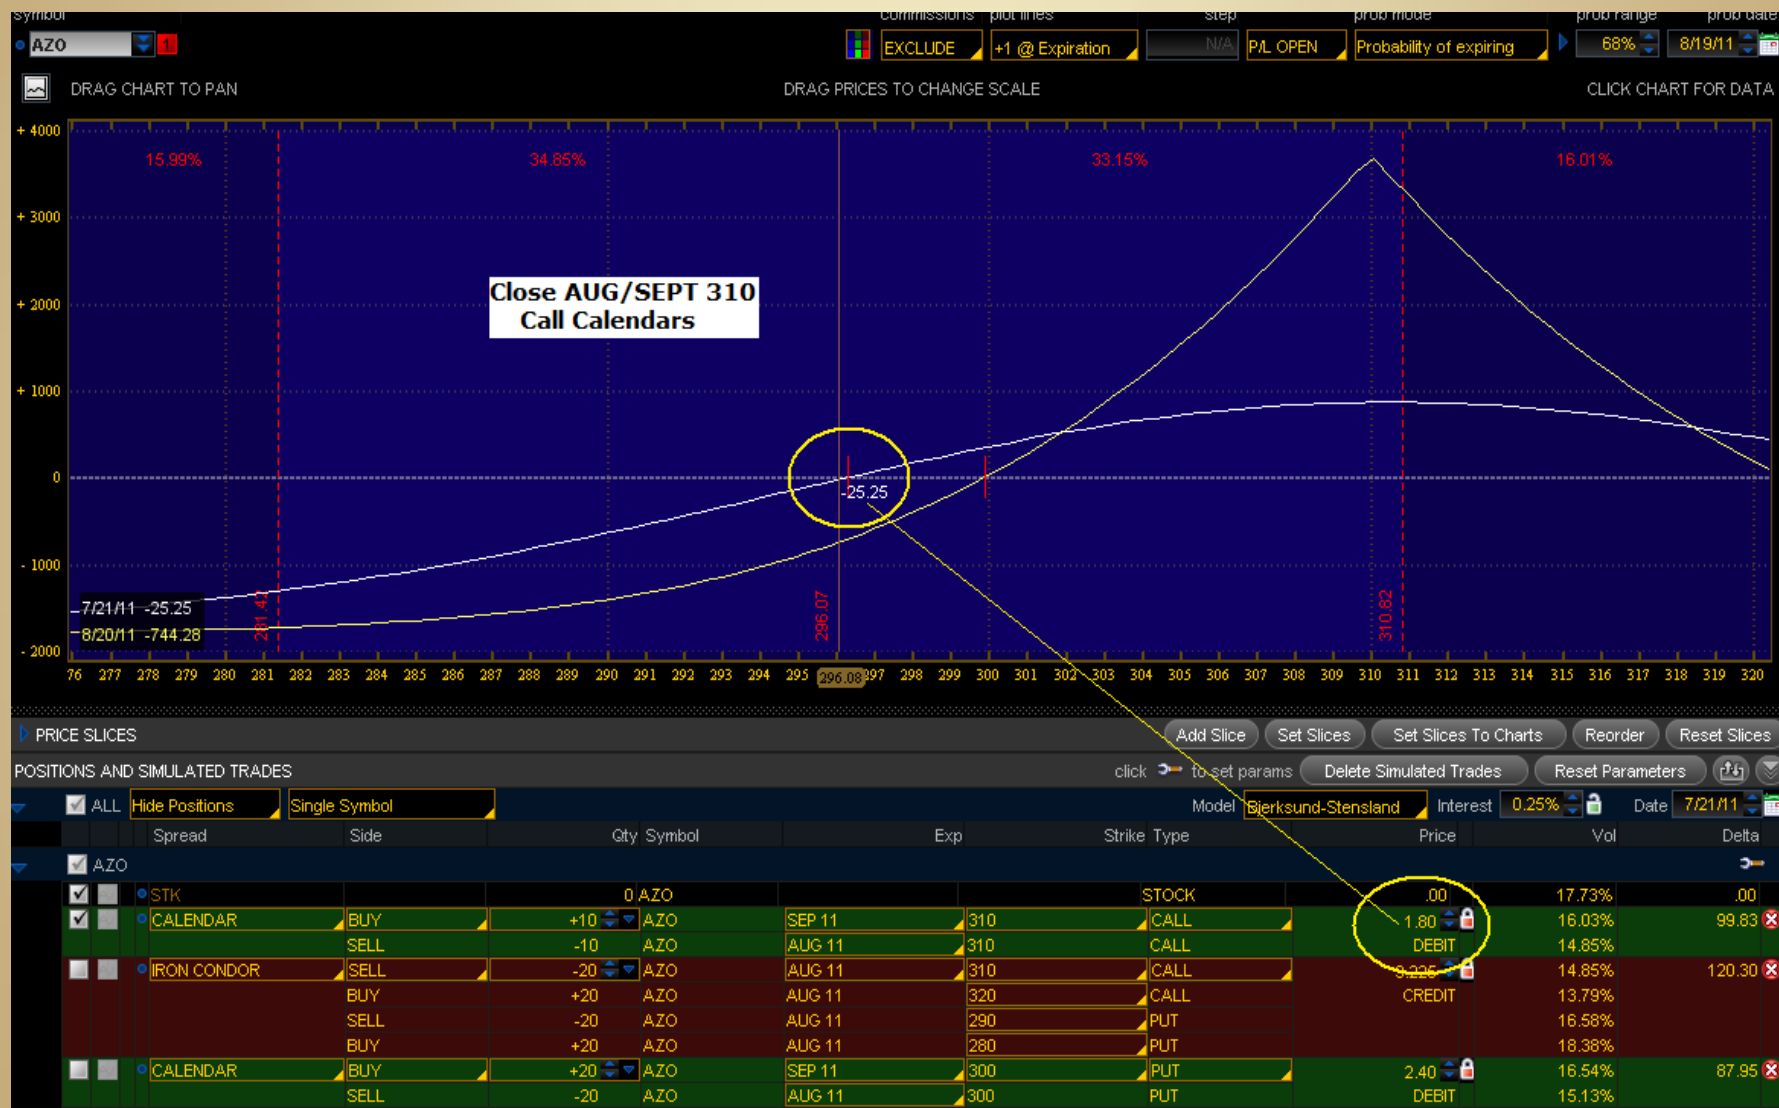 symbol commissions plot lines step prob mode prob range prob date
AZO 1 EXCLUDE +1 @ Expiration N/A P/L OPEN Probability of expiring 68% 8/19/11
DRAG CHART TO PAN DRAG PRICES TO CHANGE SCALE CLICK CHART FOR DATA
+ 4000
15.99% 34.85% 33.15% 16.01%
+ 3000
+ 2000
Close AUG/SEPT 310
Call Calendars
+ 1000
0
-25.25
- 1000
281.42 296.07 310.82
7/21/11 -25.25
8/20/11 -744.28
- 2000
76 277 278 279 280 281 282 283 284 285 286 287 288 289 290 291 292 293 294 295 296.08 297 298 299 300 301 302 303 304 305 306 307 308 309 310 311 312 313 314 315 316 317 318 319 320
PRICE SLICES Add Slice Set Slices Set Slices To Charts Reorder Reset Slices
POSITIONS AND SIMULATED TRADES click to set params Delete Simulated Trades Reset Parameters
ALL Hide Positions Single Symbol Model Bjerksund-Stensland Interest 0.25% Date 7/21/11
Spread Side Qty Symbol Exp Strike Type Price Vol Delta
AZO
STK 0 AZO STOCK .00 17.73% .00
CALENDAR BUY +10 AZO SEP 11 310 CALL 1.80 16.03% 99.83
SELL -10 AZO AUG 11 310 CALL DEBIT 14.85%
IRON CONDOR SELL -20 AZO AUG 11 310 CALL 3.225 14.85% 120.30
BUY +20 AZO AUG 11 320 CALL CREDIT 13.79%
SELL -20 AZO AUG 11 290 PUT 16.58%
BUY +20 AZO AUG 11 280 PUT 18.38%
CALENDAR BUY +20 AZO SEP 11 300 PUT 2.40 16.54% 87.95
SELL -20 AZO AUG 11 300 PUT DEBIT 15.13%